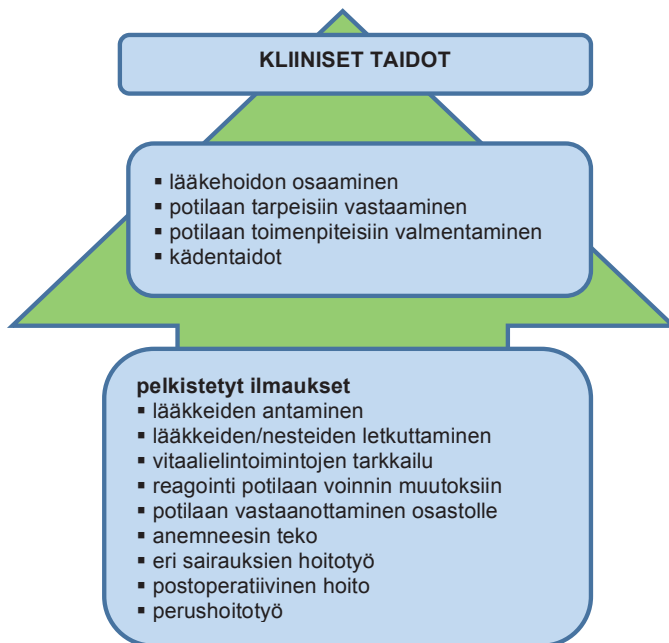 KLIINISET TAIDOT
▪ lääkehoidon osaaminen
▪ potilaan tarpeisiin vastaaminen
▪ potilaan toimenpiteisiin valmentaminen
▪ kädentaidot
pelkistetyt ilmaukset
▪ lääkkeiden antaminen
▪ lääkkeiden/nesteiden letkuttaminen
▪ vitaalielintoimintojen tarkkailu
▪ reagointi potilaan voinnin muutoksiin
▪ potilaan vastaanottaminen osastolle
▪ anemneesin teko
▪ eri sairauksien hoitotyö
▪ postoperatiivinen hoito
▪ perushoitotyö